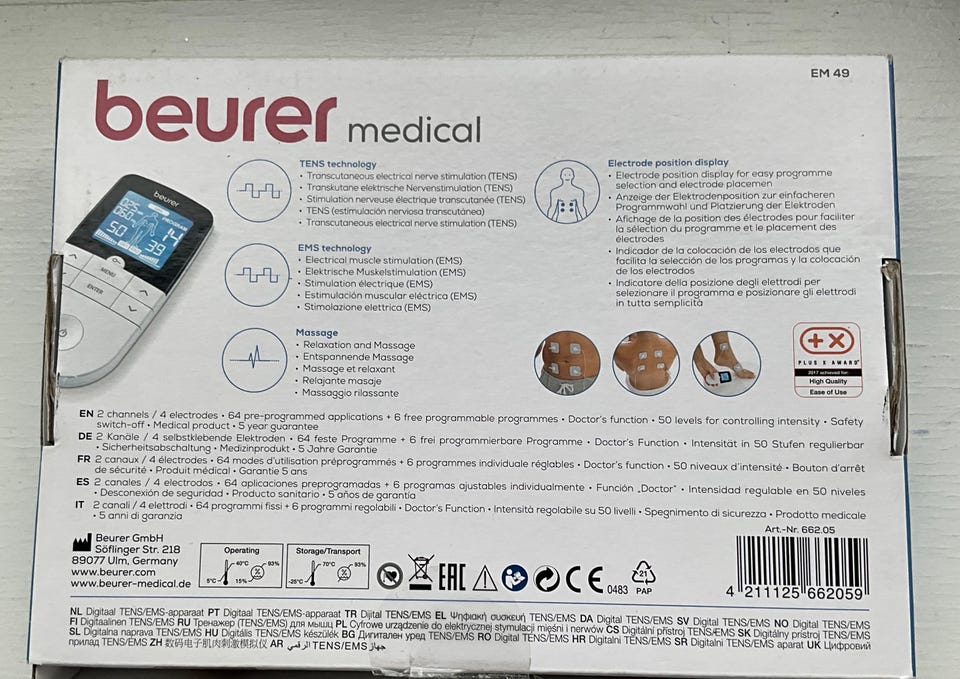 EM 49
beurer medical
TENS technology
• Transcutaneous electrical nerve stimulation (TENS)
• Transkutane elektrische Nervenstimulation (TENS)
• Stimulation nerveuse électrique transcutanée (TENS)
• TENS (estimulación nerviosa transcutánea)
• Transcutaneous electrical nerve stimulation (TENS)
EMS technology
• Electrical muscle stimulation (EMS)
• Elektrische Muskelstimulation (EMS)
• Stimulation électrique (EMS)
• Estimulación muscular eléctrica (EMS)
• Stimolazione elettrica (EMS)
Massage
• Relaxation and Massage
• Entspannende Massage
• Massage et relaxant
• Relajante masaje
• Massaggio rilassante
Electrode position display
• Electrode position display for easy programme
selection and electrode placemen
• Anzeige der Elektrodenposition zur einfacheren
Programmwahl und Platzierung der Elektroden
• Afichage de la position des électrodes pour faciliter
la sélection du programme et le placement des
électrodes
• Indicador de la colocación de los electrodos que
facilita la selección de los programas y la colocación
de los electrodos
• Indicatore della posizione degli elettrodi per
selezionare il programma e posizionare gli elettrodi
in tutta semplicità
beurer
PROGRAM
14
50
39
MENU
ENTER
+X
PLUS X AWARD®
2017 achieved for:
High Quality
Ease of Use
EN 2 channels / 4 electrodes • 64 pre-programmed applications + 6 free programmable programmes • Doctor's function • 50 levels for controlling intensity • Safety
switch-off • Medical product • 5 year guarantee
DE 2 Kanäle / 4 selbstklebende Elektroden • 64 feste Programme + 6 frei programmierbare Programme • Doctor's Function • Intensität in 50 Stufen regulierbar
• Sicherheitsabschaltung • Medizinprodukt • 5 Jahre Garantie
FR 2 canaux / 4 électrodes • 64 modes d'utilisation préprogrammés + 6 programmes individuale réglables • Doctor's function • 50 niveaux d'intensité • Bouton d'arrêt
de sécurité • Produit médical • Garantie 5 ans
ES 2 canales / 4 electrodos • 64 aplicaciones preprogramadas + 6 programas ajustables individualmente • Función „Doctor" • Intensidad regulable en 50 niveles
• Desconexión de seguridad • Producto sanitario • 5 años de garantía
IT 2 canali / 4 elettrodi • 64 programmi fissi + 6 programmi regolabili • Doctor's Function • Intensità regolabile su 50 livelli • Spegnimento di sicurezza • Prodotto medicale
• 5 anni di garanzia
Art.-Nr. 662.05
Beurer GmbH
Söflinger Str. 218
89077 Ulm, Germany
www.beurer.com
www.beurer-medical.de
Operating
5°C 40°C 15% 93%
Storage/Transport
-25°C 70°C 93%
EAC
CE 0483
21
PAP
4 211125 662059
NL Digitaal TENS/EMS-apparaat PT Digitaal TENS/EMS-apparaat TR Dijital TENS/EMS EL Ψηφιακή συσκευή TENS/EMS DA Digital TENS/EMS SV Digital TENS/EMS NO Digital TENS/EMS
FI Digitaalinen TENS/EMS RU Тренажер (TENS/EMS) для мышц PL Cyfrowe urządzenie do elektrycznej stymulacji mięśni i nerwów CS Digitální přístroj TENS/EMS SK Digitálny prístroj TENS/EMS
SL Digitalna naprava TENS/EMS HU Digitális TENS/EMS készülék BG Дигитален уред TENS/EMS RO Digital TENS/EMS HR Digitalni TENS/EMS SR Digitalni TENS/EMS aparat UK Цифровий
прилад TENS/EMS ZH 数码电子肌肉刺激模拟仪 AR جهاز TENS/EMS الرقمي